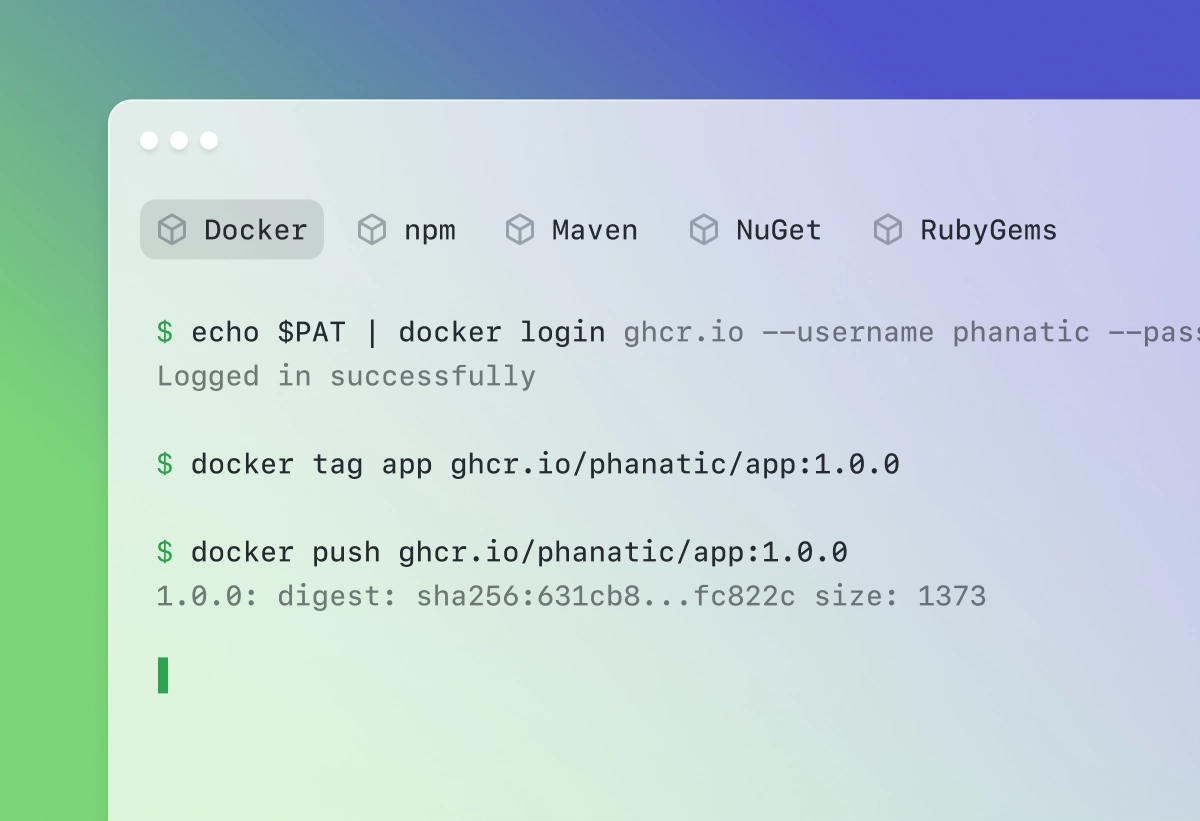 Docker npm Maven NuGet RubyGems
$ echo $PAT | docker login ghcr.io --username phanatic
Logged in successfully
$ docker tag app ghcr.io/phanatic/app:1.0.0
$ docker push ghcr.io/phanatic/app:1.0.0
1.0.0: digest: sha256:631cb8...fc822c size: 1373